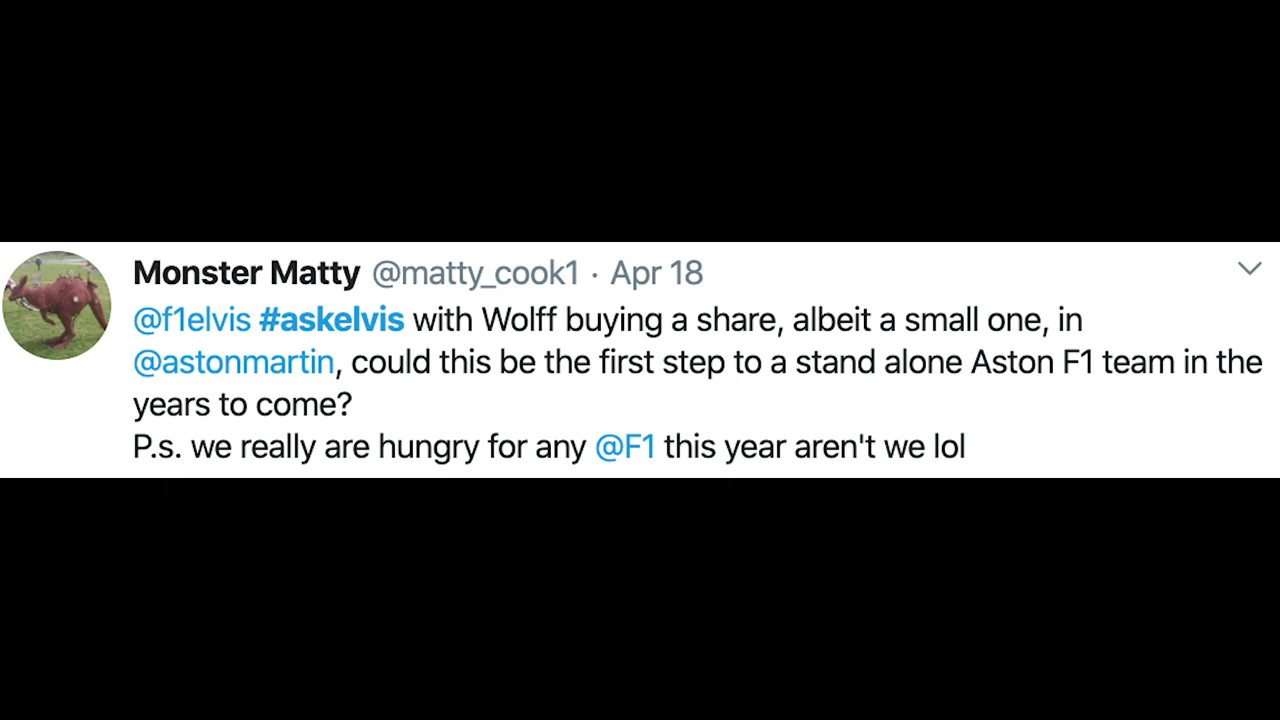 Monster Matty @matty_cook1 · Apr 18
@f1elvis #askelvis with Wolff buying a share, albeit a small one, in
@astonmartin, could this be the first step to a stand alone Aston F1 team in the
years to come?
P.s. we really are hungry for any @F1 this year aren't we lol